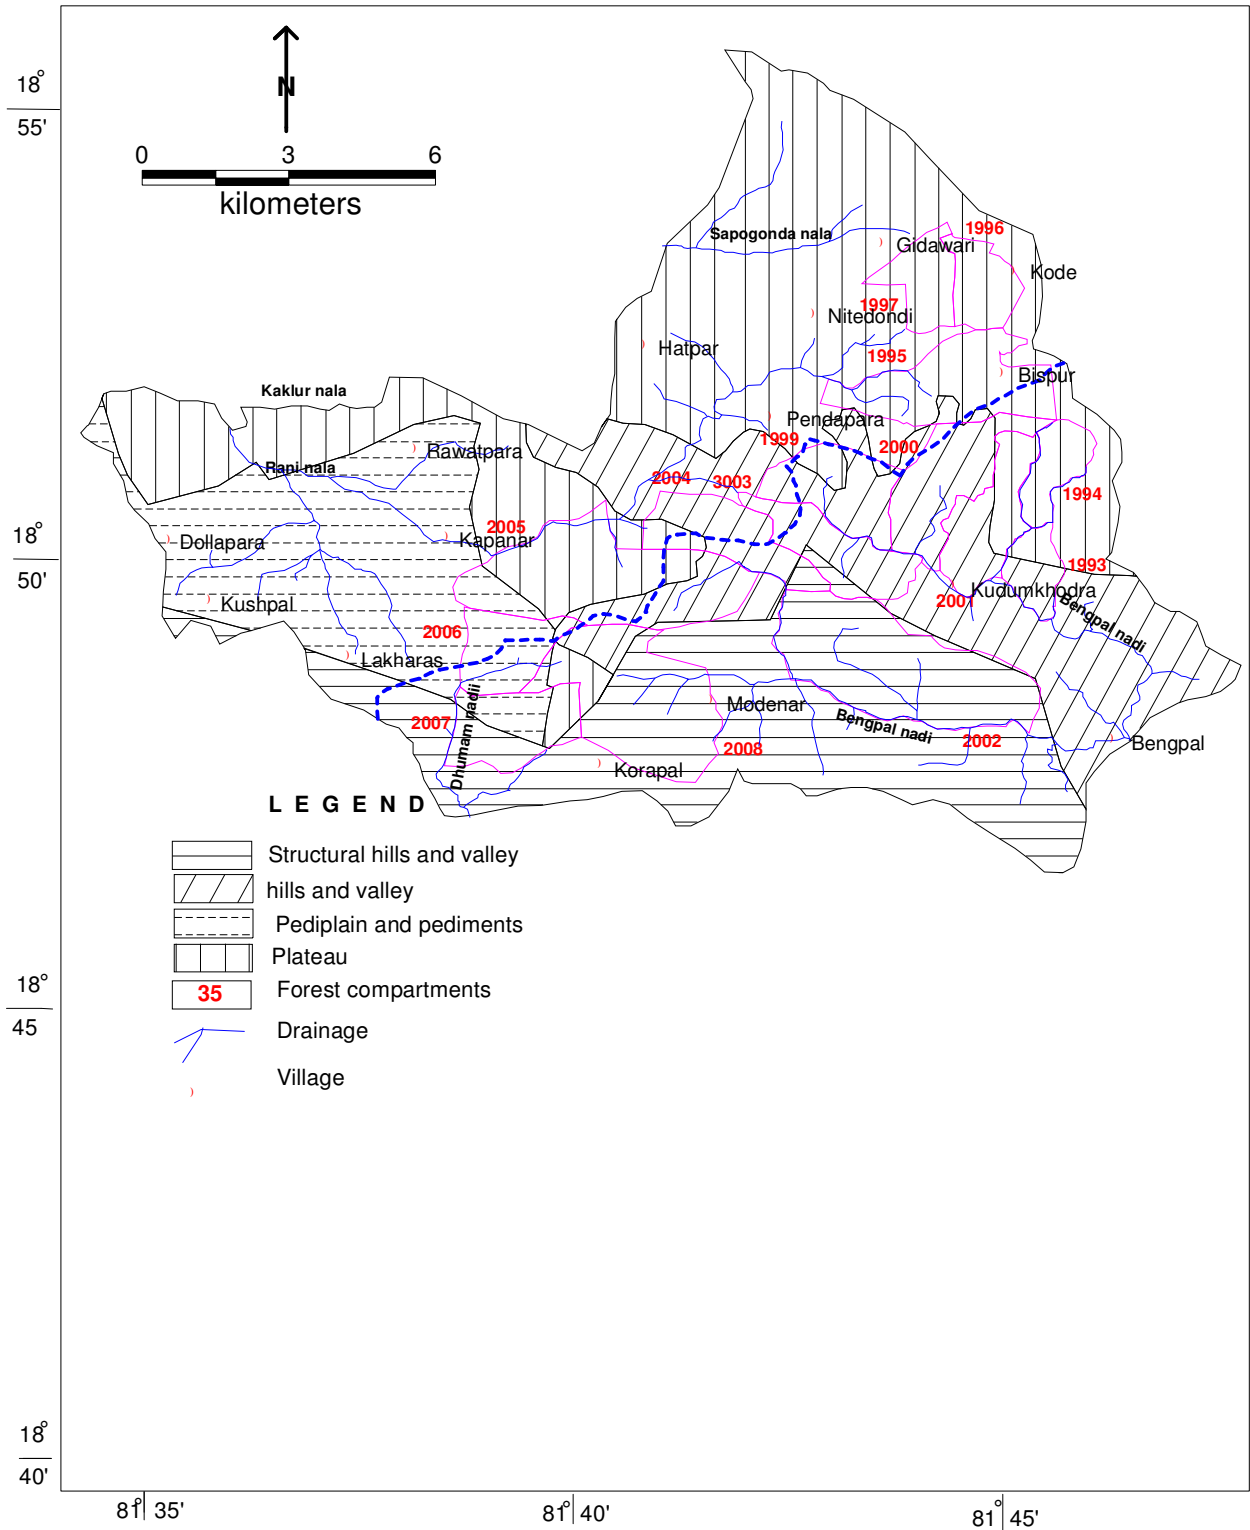 18°
55'
N
0 3 6
kilometers
Sapogonda nala
1996
Gidawari
Kode
1997
Nitedondi
Hatpar
1995
Bispur
Kaklur nala
Pendapara
1999
2000
Rawatpara
Rani nala
2004
3003
1994
2005
18°
50'
Dollapara
Kapanar
1993
Kudumkhodra
Kushpal
2001
Bengpal nadi
2006
Lakharas
Modenar
Dhumam nadii
2007
Bengpal nadi
2002
2008
Bengpal
Korapal
LEGEND
Structural hills and valley
hills and valley
Pediplain and pediments
Plateau
35
Forest compartments
Drainage
Village
18°
45
18°
40'
81° 35'
81° 40'
81° 45'